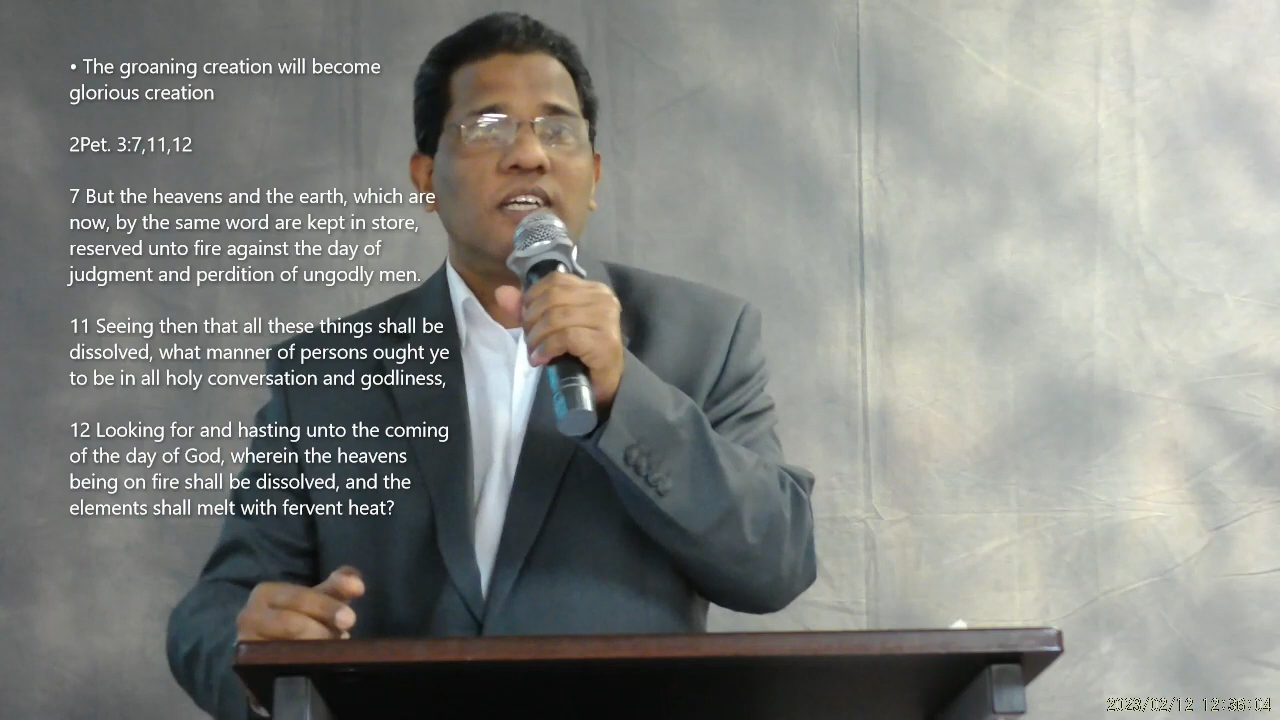 • The groaning creation will become
glorious creation
2Pet. 3:7,11,12
7 But the heavens and the earth, which are
now, by the same word are kept in store,
reserved unto fire against the day of
judgment and perdition of ungodly men.
11 Seeing then that all these things shall be
dissolved, what manner of persons ought ye
to be in all holy conversation and godliness,
12 Looking for and hasting unto the coming
of the day of God, wherein the heavens
being on fire shall be dissolved, and the
elements shall melt with fervent heat?
2023/02/12 12:36:04